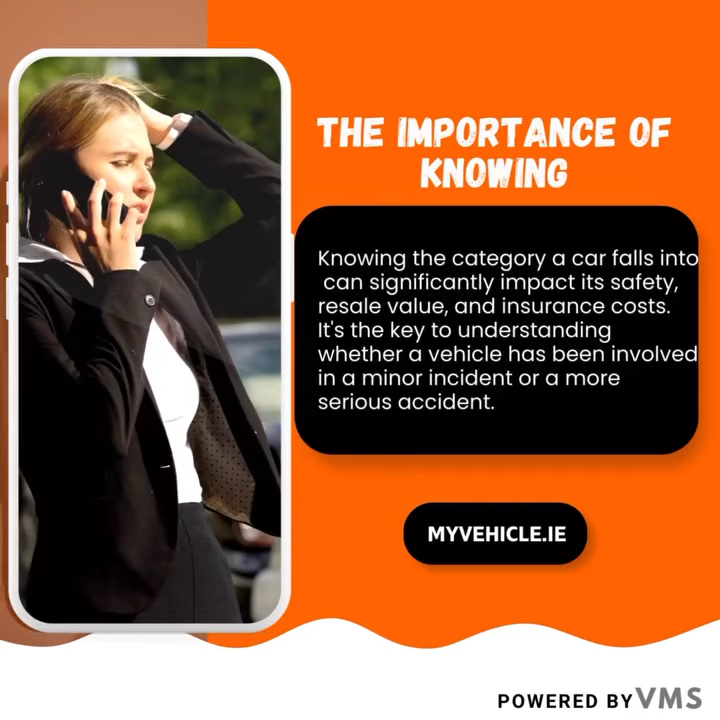 THE IMPORTANCE OF
KNOWING
Knowing the category a car falls into
can significantly impact its safety,
resale value, and insurance costs.
It's the key to understanding
whether a vehicle has been involved
in a minor incident or a more
serious accident.
MYVEHICLE.IE
POWERED BY VMS